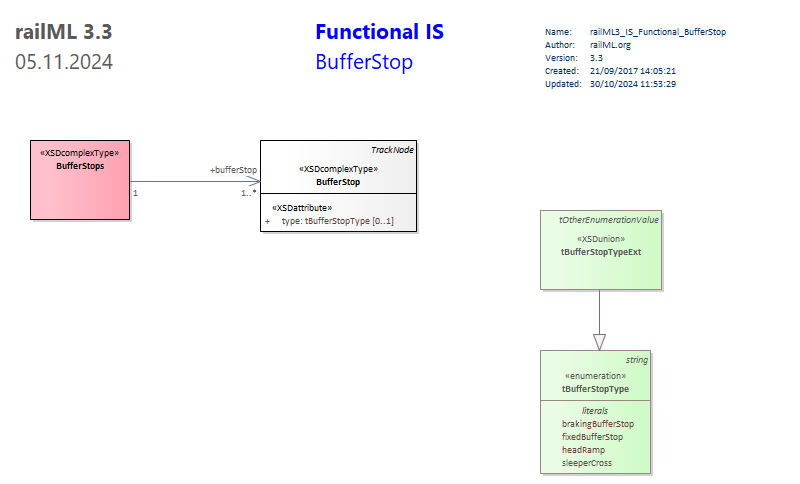 railML 3.3
05.11.2024
Functional IS
BufferStop
Name: railML3_IS_Functional_BufferStop
Author: railML.org
Version: 3.3
Created: 21/09/2017 14:05:21
Updated: 30/10/2024 11:53:29
«XSDcomplexType»
BufferStops
+bufferStop
1
1..*
TrackNode
«XSDcomplexType»
BufferStop
«XSDattribute»
+ type: tBufferStopType [0..1]
tOtherEnumerationValue
«XSDunion»
tBufferStopTypeExt
string
«enumeration»
tBufferStopType
literals
brakingBufferStop
fixedBufferStop
headRamp
sleeperCross